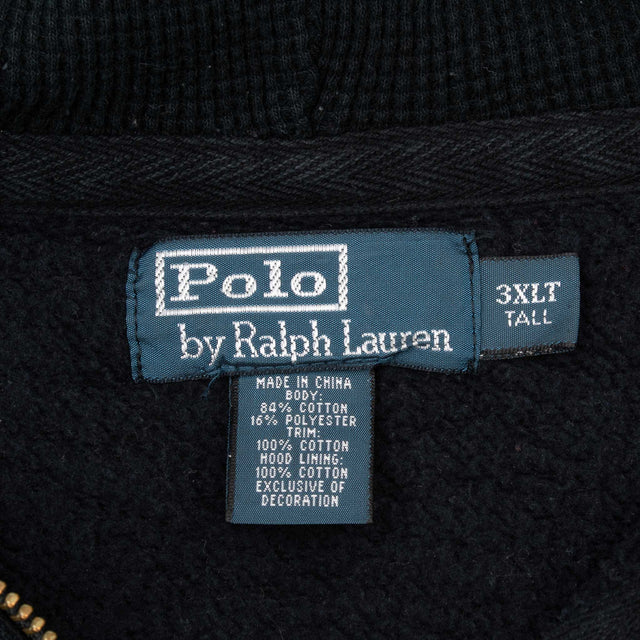 Polo
by Ralph Lauren
3XLT
TALL
MADE IN CHINA
BODY:
84% COTTON
16% POLYESTER
TRIM:
100% COTTON
HOOD LINING:
100% COTTON
EXCLUSIVE OF
DECORATION